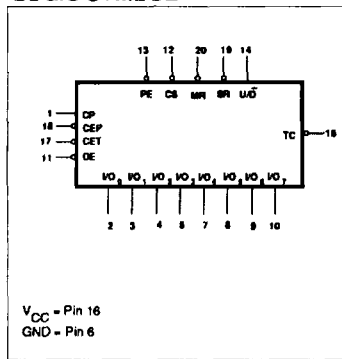 13 12 20 19 14
PE CS MR SR U/D̅
1 CP
18 CEP
17 CET
11 OE
TC 15
I/O0 I/O1 I/O2 I/O3 I/O4 I/O5 I/O6 I/O7
2 3 4 5 7 8 9 10
VCC = Pin 16
GND = Pin 6